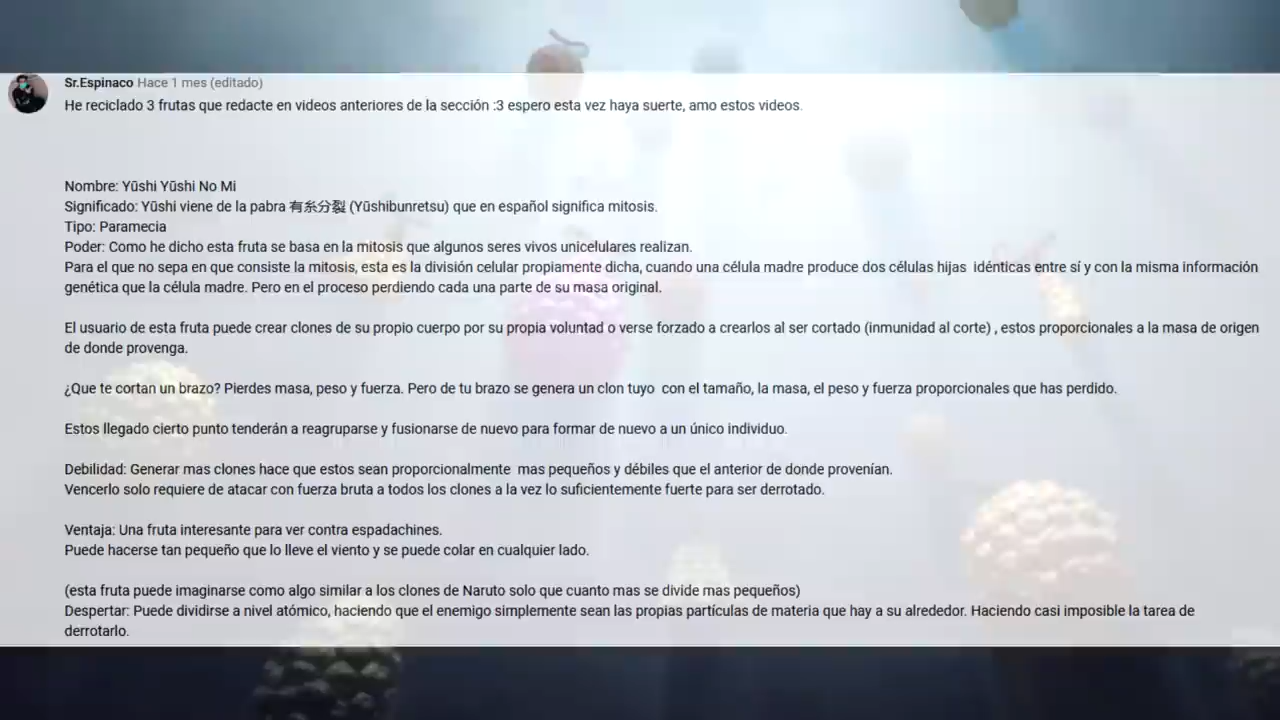 Sr.Espinaco Hace 1 mes (editado)
He reciclado 3 frutas que redacte en videos anteriores de la sección :3 espero esta vez haya suerte, amo estos videos.
Nombre: Yūshi Yūshi No Mi
Significado: Yūshi viene de la pabra 有糸分裂 (Yūshibunretsu) que en español significa mitosis.
Tipo: Paramecia
Poder: Como he dicho esta fruta se basa en la mitosis que algunos seres vivos unicelulares realizan.
Para el que no sepa en que consiste la mitosis, esta es la división celular propiamente dicha, cuando una célula madre produce dos células hijas  idénticas entre sí y con la misma información
genética que la célula madre. Pero en el proceso perdiendo cada una parte de su masa original.
El usuario de esta fruta puede crear clones de su propio cuerpo por su propia voluntad o verse forzado a crearlos al ser cortado (inmunidad al corte) , estos proporcionales a la masa de origen
de donde provenga.
¿Que te cortan un brazo? Pierdes masa, peso y fuerza. Pero de tu brazo se genera un clon tuyo  con el tamaño, la masa, el peso y fuerza proporcionales que has perdido.
Estos llegado cierto punto tenderán a reagruparse y fusionarse de nuevo para formar de nuevo a un único individuo.
Debilidad: Generar mas clones hace que estos sean proporcionalmente  mas pequeños y débiles que el anterior de donde provenían.
Vencerlo solo requiere de atacar con fuerza bruta a todos los clones a la vez lo suficientemente fuerte para ser derrotado.
Ventaja: Una fruta interesante para ver contra espadachines.
Puede hacerse tan pequeño que lo lleve el viento y se puede colar en cualquier lado.
(esta fruta puede imaginarse como algo similar a los clones de Naruto solo que cuanto mas se divide mas pequeños)
Despertar: Puede dividirse a nivel atómico, haciendo que el enemigo simplemente sean las propias partículas de materia que hay a su alrededor. Haciendo casi imposible la tarea de
derrotarlo.